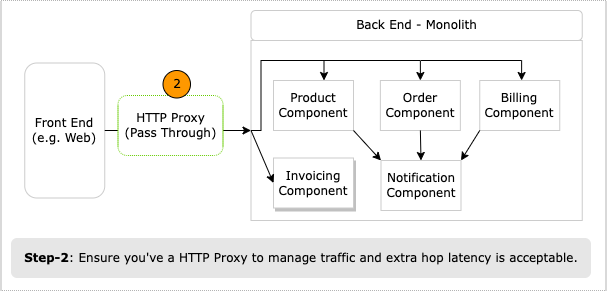 Back End - Monolith
2
Front End
(e.g. Web)
HTTP Proxy
(Pass Through)
Product
Component
Order
Component
Billing
Component
Invoicing
Component
Notification
Component
Step-2: Ensure you've a HTTP Proxy to manage traffic and extra hop latency is acceptable.